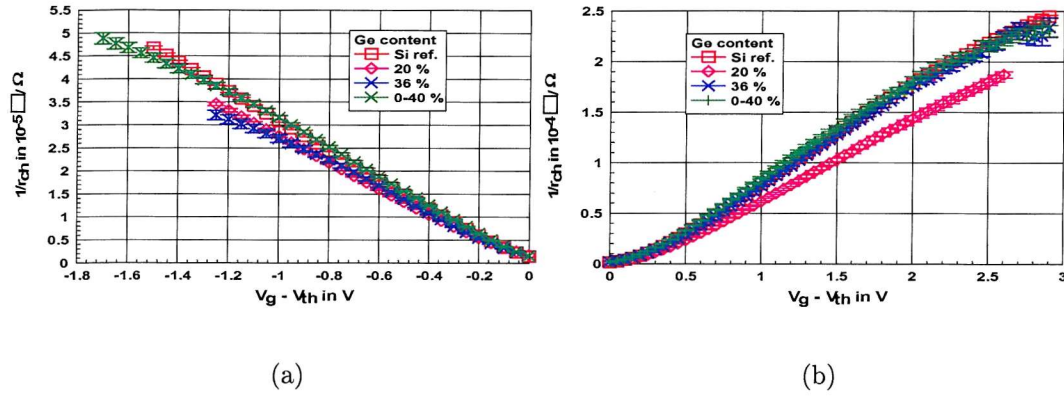 5.5
5
4.5
4
3.5
3
2.5
2
1.5
1
0.5
0
1/rch in 10-5□/ Ω
Ge content
Si ref.
20 %
36 %
0-40 %
-1.8 -1.6 -1.4 -1.2 -1 -0.8 -0.6 -0.4 -0.2 0
Vg - Vth in V
(a)
2.5
2
1.5
1
0.5
0
1/rch in 10-4□/ Ω
Ge content
Si ref.
20 %
36 %
0-40 %
0 0.5 1 1.5 2 2.5 3
Vg - Vth in V
(b)